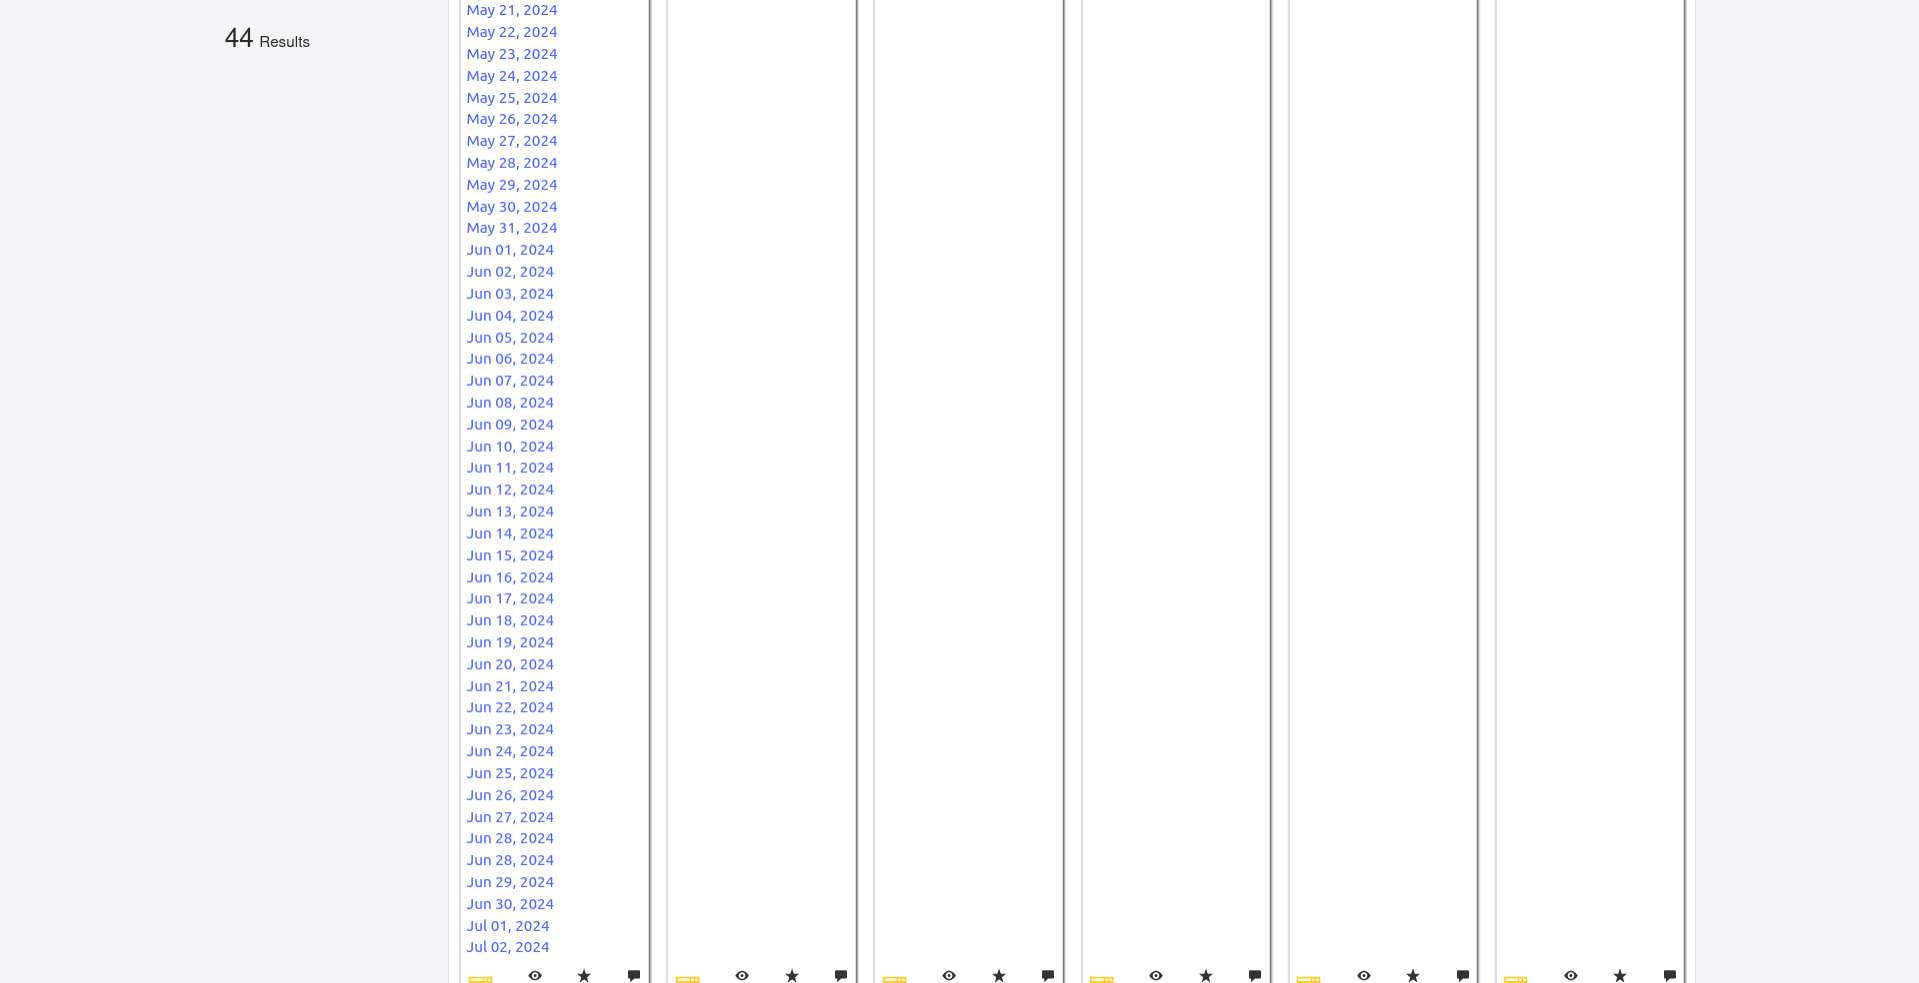 44 Results
May 21, 2024
May 22, 2024
May 23, 2024
May 24, 2024
May 25, 2024
May 26, 2024
May 27, 2024
May 28, 2024
May 29, 2024
May 30, 2024
May 31, 2024
Jun 01, 2024
Jun 02, 2024
Jun 03, 2024
Jun 04, 2024
Jun 05, 2024
Jun 06, 2024
Jun 07, 2024
Jun 08, 2024
Jun 09, 2024
Jun 10, 2024
Jun 11, 2024
Jun 12, 2024
Jun 13, 2024
Jun 14, 2024
Jun 15, 2024
Jun 16, 2024
Jun 17, 2024
Jun 18, 2024
Jun 19, 2024
Jun 20, 2024
Jun 21, 2024
Jun 22, 2024
Jun 23, 2024
Jun 24, 2024
Jun 25, 2024
Jun 26, 2024
Jun 27, 2024
Jun 28, 2024
Jun 28, 2024
Jun 29, 2024
Jun 30, 2024
Jul 01, 2024
Jul 02, 2024